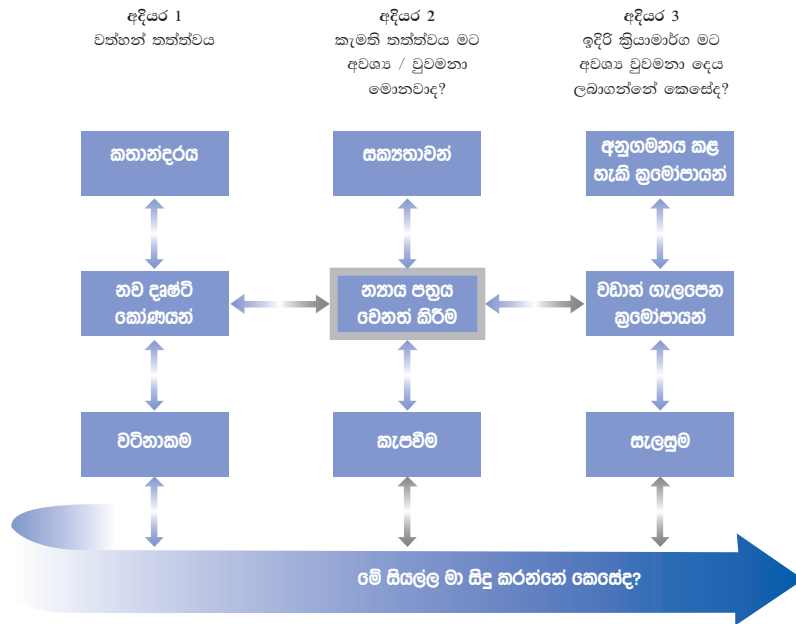 අදියර 1
වත්හන් තත්ත්වය
අදියර 2
කැමති තත්ත්වය මට
අවශ්‍ය / වුවමනා
මොනවාද?
අදියර 3
ඉදිරි ක්‍රියාමාර්ග මට
අවශ්‍ය වුවමනා දෙය
ලබාගන්නේ කෙසේද?
කතාන්දරය
සක්‍යතාවන්
අනුගමනය කළ
හැකි ක්‍රමෝපායන්
නව දෘෂ්ටි
කෝණයන්
න්‍යාය පත්‍රය
වෙනත් කිරීම
වඩාත් ගැලපෙන
ක්‍රමෝපායන්
වටිනාකම
කැපවීම
සැලසුම
මේ සියල්ල මා සිදු කරන්නේ කෙසේද?